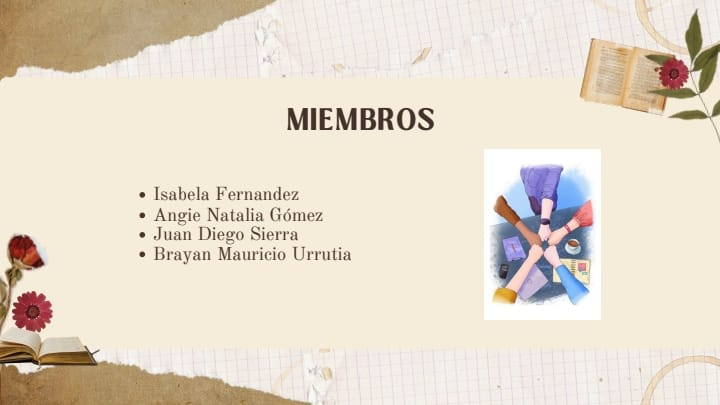 MIEMBROS
• Isabela Fernandez
• Angie Natalia Gómez
• Juan Diego Sierra
• Brayan Mauricio Urrutia